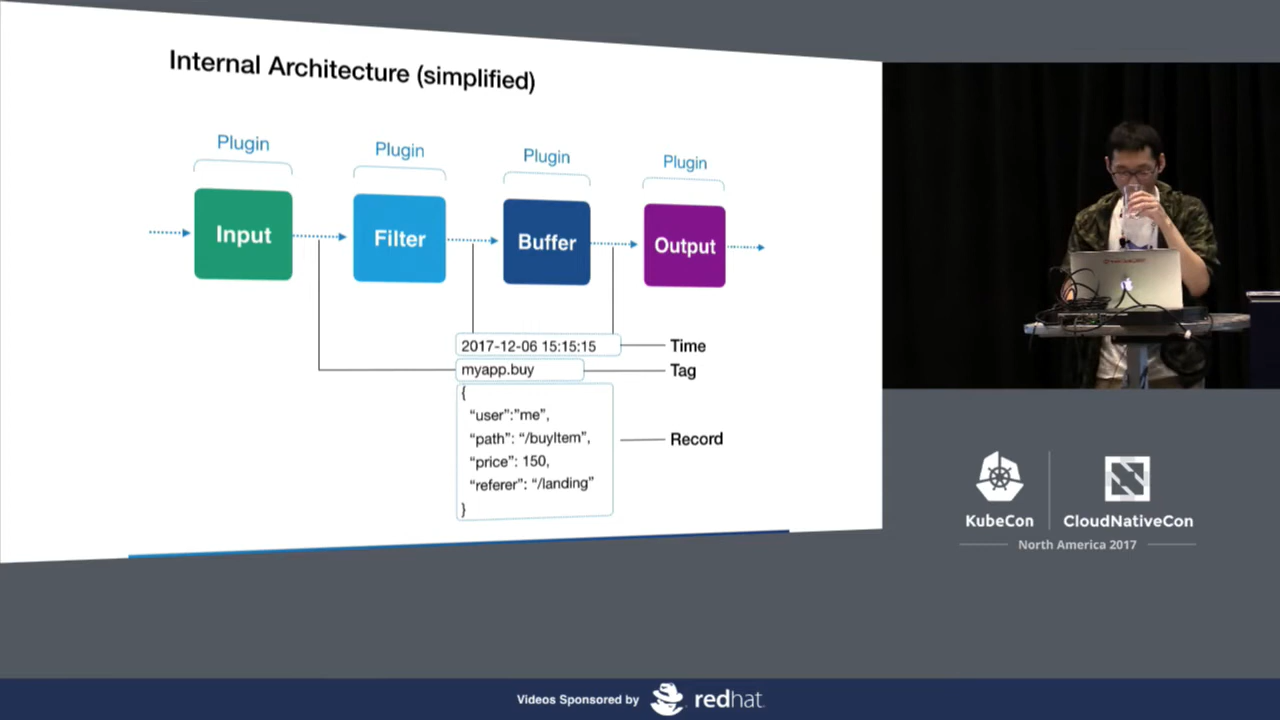 Internal Architecture (simplified)
Plugin
Plugin
Plugin
Plugin
Input
Filter
Buffer
Output
2017-12-06 15:15:15
Time
myapp.buy
Tag
{
“user”:”me”,
“path”: “/buyItem”,
“price”: 150,
“referer”: “/landing”
}
Record
KubeCon
CloudNativeCon
North America 2017
Videos Sponsored by
redhat.